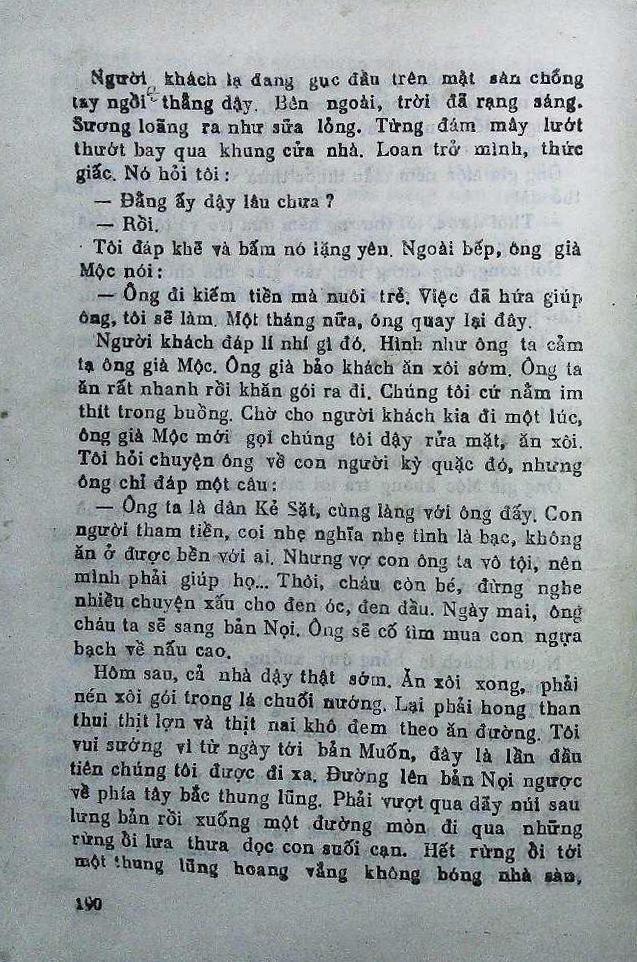 Người khách lạ đang gục đầu trên mặt sàn chống
tay ngồi thẳng dậy. Bên ngoài, trời đã rạng sáng.
Sương loãng ra như sữa lỏng. Từng đám mây lướt
thướt bay qua khung cửa nhà. Loan trở mình, thức
giấc. Nó hỏi tôi :
— Đằng ấy dậy lâu chưa ?
— Rồi.
Tôi đáp khẽ và bấm nó iặng yên. Ngoài bếp, ông già
Mộc nói :
— Ông đi kiếm tiền mà nuôi trẻ. Việc đã hứa giúp
ông, tôi sẽ làm. Một tháng nữa, ông quay lại đây.
Người khách đáp lí nhí gì đó. Hình như ông ta cảm
tạ ông già Mộc. Ông già bảo khách ăn xôi sớm. Ông ta
ăn rất nhanh rồi khăn gói ra đi. Chúng tôi cứ nằm im
thít trong buồng. Chờ cho người khách kia đi một lúc,
ông già Mộc mới gọi chúng tôi dậy rửa mặt, ăn xôi.
Tôi hỏi chuyện ông về con người kỳ quặc đó, nhưng
ông chỉ đáp một câu :
— Ông ta là dân Kẻ Sặt, cùng làng với ông đấy. Con
người tham tiền, coi nhẹ nghĩa nhẹ tình là bạc, không
ăn ở được bền với ai. Nhưng vợ con ông ta vô tội, nên
mình phải giúp họ... Thôi, cháu còn bé, đừng nghe
nhiều chuyện xấu cho đen óc, đen đầu. Ngày mai, ông
cháu ta sẽ sang bản Nọi. Ông sẽ cố tìm mua con ngựa
bạch về nấu cao.
Hôm sau, cả nhà dậy thật sớm. Ăn xôi xong, phải
nén xôi gói trong lá chuối nướng. Lại phải hong than
thui thịt lợn và thịt nai khô đem theo ăn đường. Tôi
vui sướng vì từ ngày tới bản Muốn, đây là lần đầu
tiên chúng tôi được đi xa. Đường lên bản Nọi ngược
về phía tây bắc thung lũng. Phải vượt qua dãy núi sau
lưng bản rồi xuống một đường mòn đi qua những
rừng ổi lưa thưa dọc con suối cạn. Hết rừng ổi tới
một thung lũng hoang vắng không bóng nhà sàn,
190